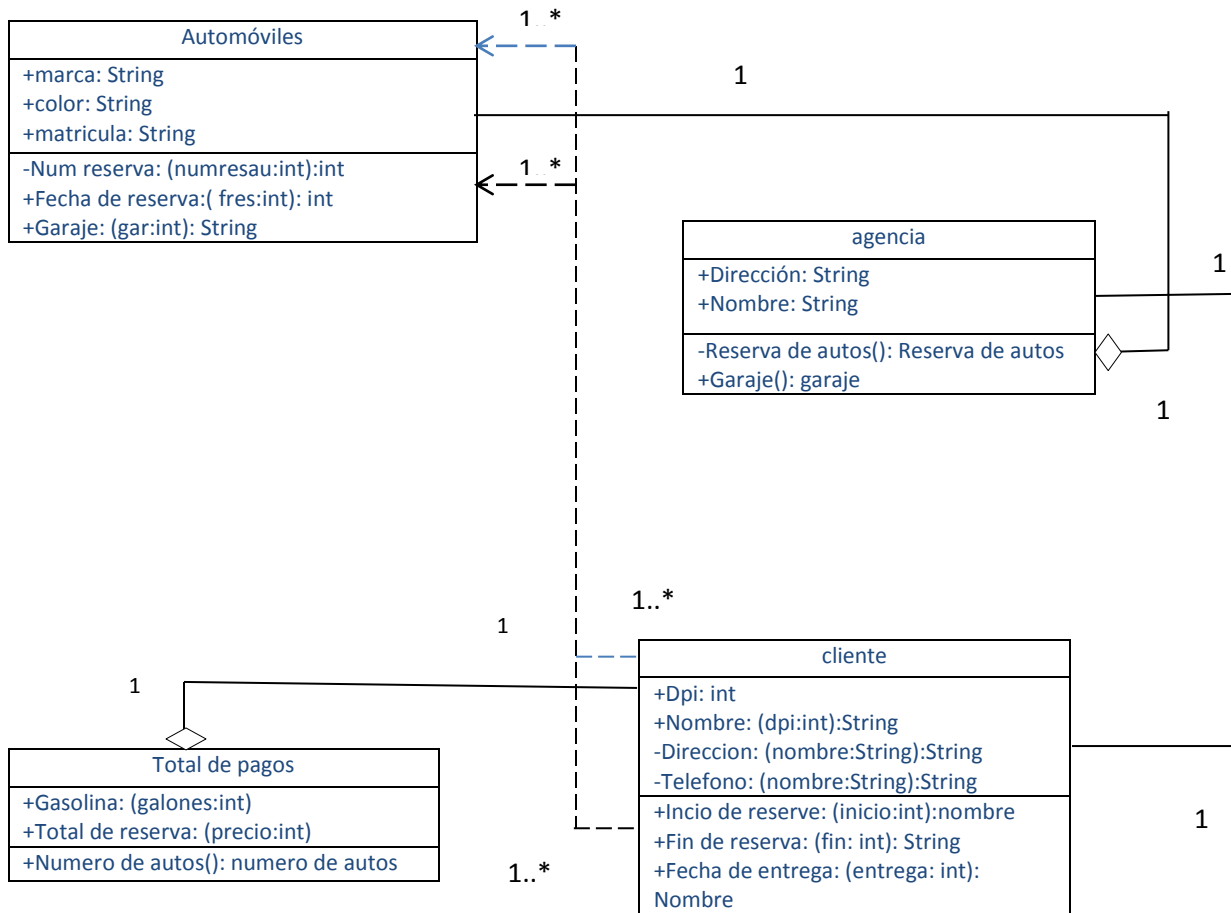 1..*
Automóviles
+marca: String
+color: String
+matricula: String
-Num reserva: (numresau:int):int
+Fecha de reserva:( fres:int): int
+Garaje: (gar:int): String
1
1..*
agencia
+Dirección: String
+Nombre: String
-Reserva de autos(): Reserva de autos
+Garaje(): garaje
1
1
1..*
1
cliente
+Dpi: int
+Nombre: (dpi:int):String
-Direccion: (nombre:String):String
-Telefono: (nombre:String):String
+Incio de reserve: (inicio:int):nombre
+Fin de reserva: (fin: int): String
+Fecha de entrega: (entrega: int):
Nombre
1
Total de pagos
+Gasolina: (galones:int)
+Total de reserva: (precio:int)
+Numero de autos(): numero de autos
1..*
1